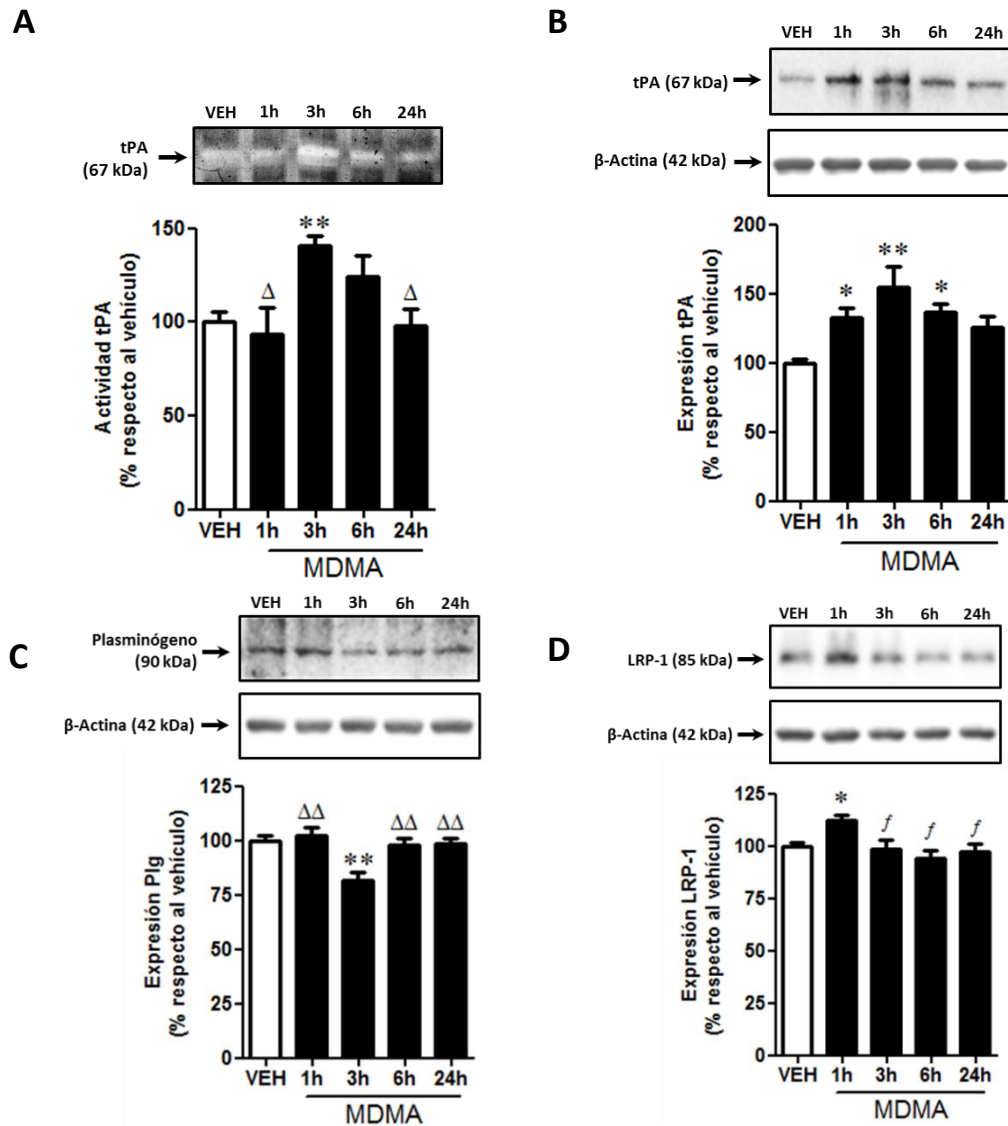 A
VEH 1h 3h 6h 24h
tPA
(67 kDa)
Actividad tPA
(% respecto al vehículo)
150
100
50
0
Δ
**
Δ
VEH 1h 3h 6h 24h
MDMA
B
VEH 1h 3h 6h 24h
tPA (67 kDa)
β-Actina (42 kDa)
Expresión tPA
(% respecto al vehículo)
200
150
100
50
0
*
**
*
VEH 1h 3h 6h 24h
MDMA
C
VEH 1h 3h 6h 24h
Plasminógeno
(90 kDa)
β-Actina (42 kDa)
Expresión Plg
(% respecto al vehículo)
125
100
75
50
25
0
ΔΔ
**
ΔΔ
ΔΔ
VEH 1h 3h 6h 24h
MDMA
D
VEH 1h 3h 6h 24h
LRP-1 (85 kDa)
β-Actina (42 kDa)
Expresión LRP-1
(% respecto al vehículo)
125
100
75
50
25
0
*
ƒ
ƒ
ƒ
VEH 1h 3h 6h 24h
MDMA